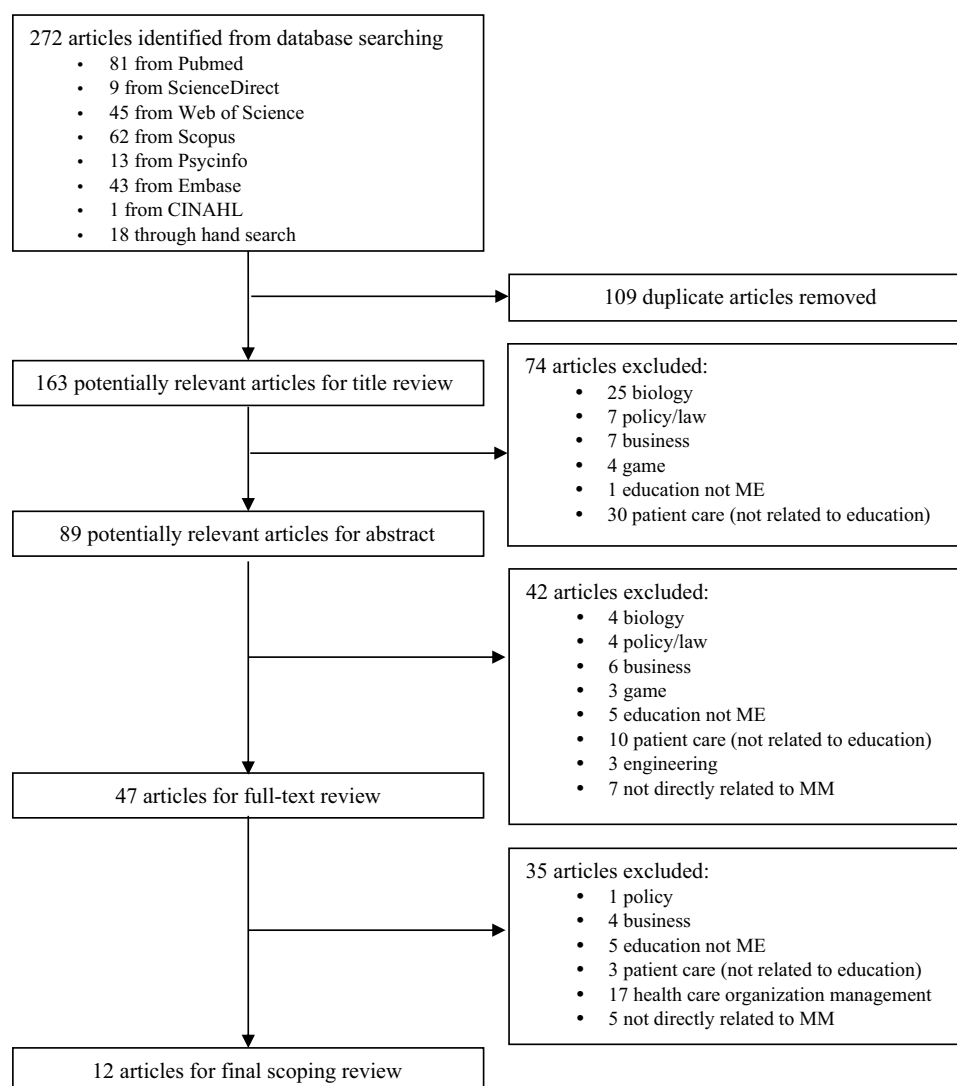 272 articles identified from database searching
• 81 from Pubmed
• 9 from ScienceDirect
• 45 from Web of Science
• 62 from Scopus
• 13 from Psycinfo
• 43 from Embase
• 1 from CINAHL
• 18 through hand search
109 duplicate articles removed
163 potentially relevant articles for title review
74 articles excluded:
• 25 biology
• 7 policy/law
• 7 business
• 4 game
• 1 education not ME
• 30 patient care (not related to education)
89 potentially relevant articles for abstract
42 articles excluded:
• 4 biology
• 4 policy/law
• 6 business
• 3 game
• 5 education not ME
• 10 patient care (not related to education)
• 3 engineering
• 7 not directly related to MM
47 articles for full-text review
35 articles excluded:
• 1 policy
• 4 business
• 5 education not ME
• 3 patient care (not related to education)
• 17 health care organization management
• 5 not directly related to MM
12 articles for final scoping review